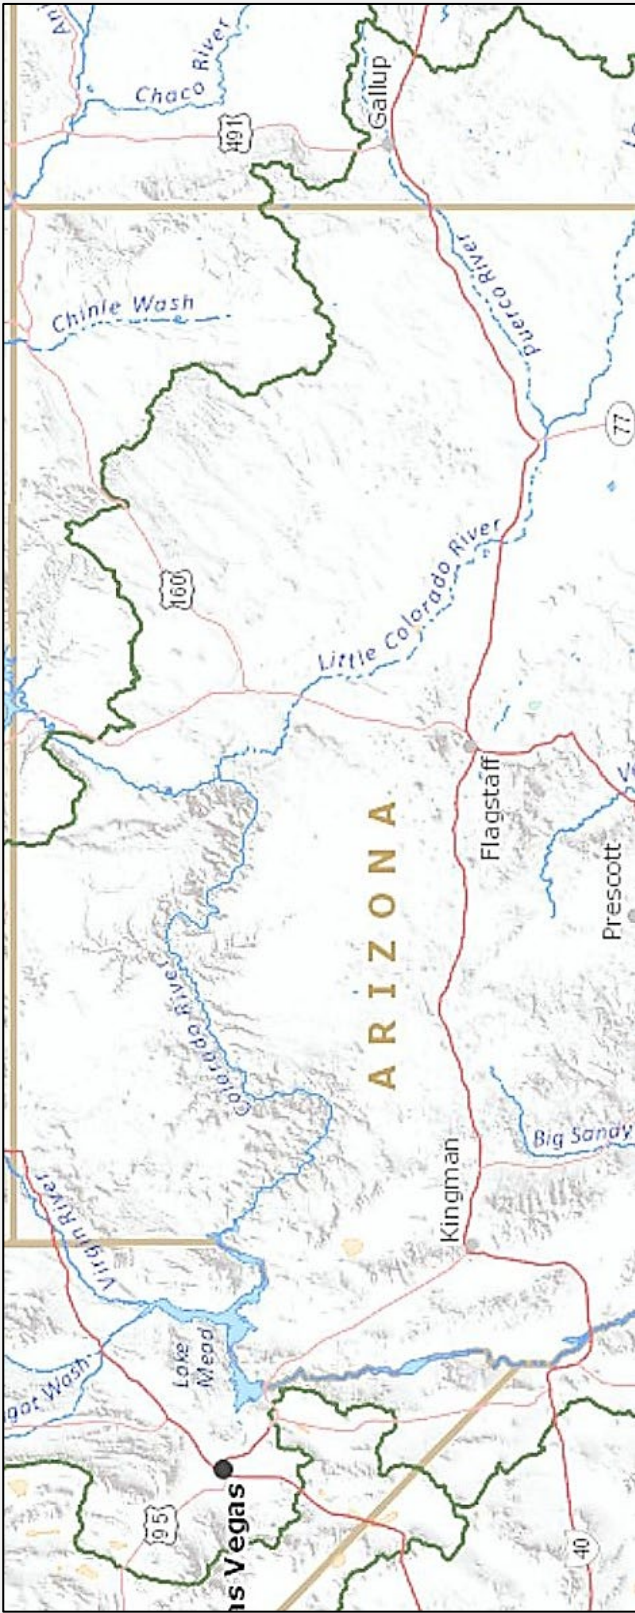 Chaco River
491
Gallup
Chinle Wash
Puerco River
77
160
Little Colorado River
ARIZONA
Flagstaff
Prescott
Colorado River
Big Sandy
Kingman
Virgin River
Lake
Mead
Wash
95
Vegas
40